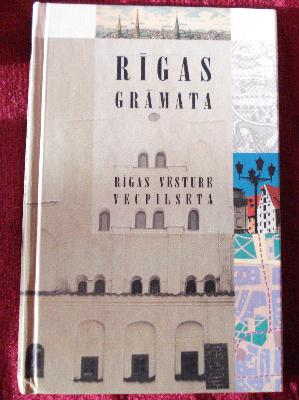 RĪGAS
GRĀMATA
RĪGAS VĒSTURE
VECPILSĒTA